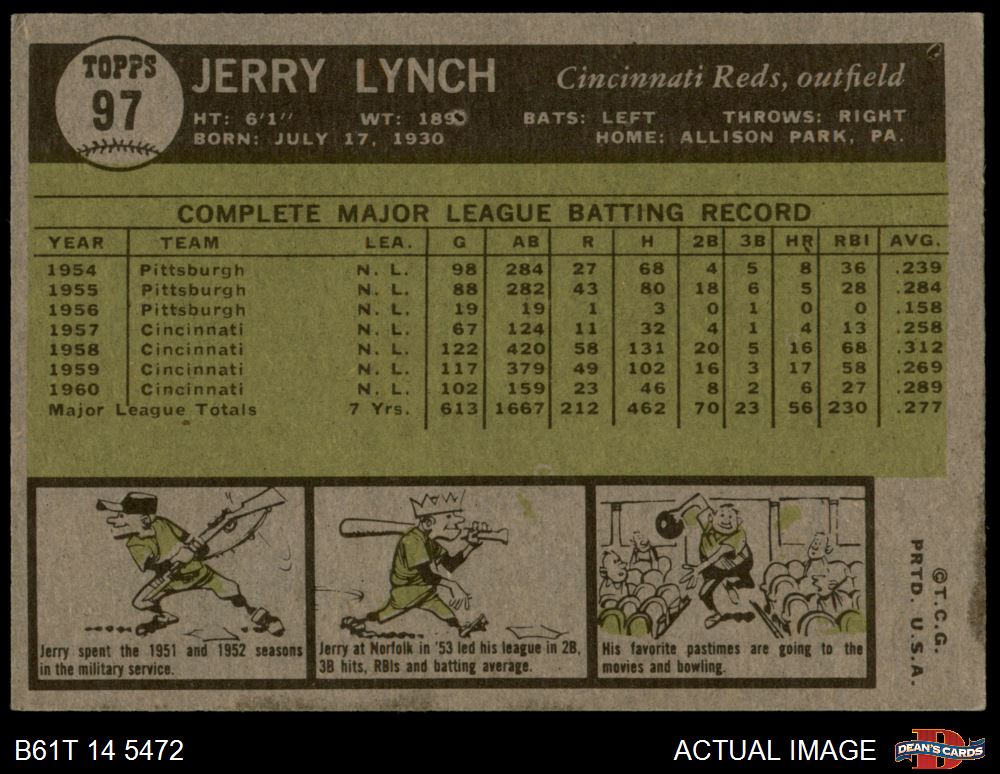 TOPPS
97
JERRY LYNCH
Cincinnati Reds, outfield
HT: 6'1" WT: 189 BATS: LEFT THROWS: RIGHT
BORN: JULY 17, 1930 HOME: ALLISON PARK, PA.
COMPLETE MAJOR LEAGUE BATTING RECORD
YEAR TEAM LEA. G AB R H 2B 3B HR RBI AVG.
1954 Pittsburgh N. L. 98 284 27 68 4 5 8 36 .239
1955 Pittsburgh N. L. 88 282 43 80 18 6 5 28 .284
1956 Pittsburgh N. L. 19 19 1 3 0 1 0 0 .158
1957 Cincinnati N. L. 67 124 11 32 4 1 4 13 .258
1958 Cincinnati N. L. 122 420 58 131 20 5 16 68 .312
1959 Cincinnati N. L. 117 379 49 102 16 3 17 58 .269
1960 Cincinnati N. L. 102 159 23 46 8 2 6 27 .289
Major League Totals 7 Yrs. 613 1667 212 462 70 23 56 230 .277
Jerry spent the 1951 and 1952 seasons
in the military service.
Jerry at Norfolk in '53 led his league in 2B,
3B hits, RBIs and batting average.
His favorite pastimes are going to the
movies and bowling.
©T.C.G.
PRTD. U.S.A.
B61T 14 5472
ACTUAL IMAGE
DEAN'S CARDS